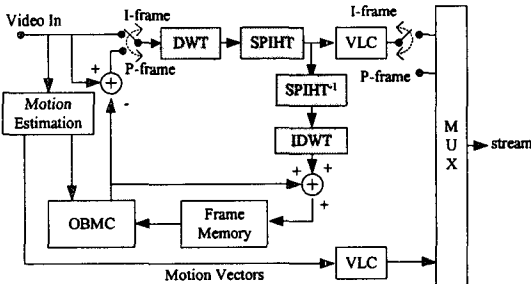 Video In
I-frame
P-frame
DWT
SPIHT
VLC
I-frame
P-frame
+
+
-
SPIHT-1
IDWT
Motion
Estimation
+
+
+
+
OBMC
Frame
Memory
MUX
stream
VLC
Motion Vectors